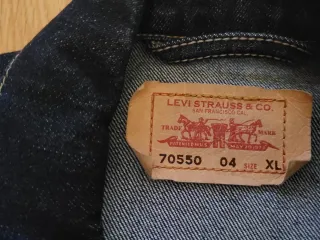 LEVI STRAUSS & CO.
SAN FRANCISCO, CAL.
TRADE MARK
70550 04 SIZE XL